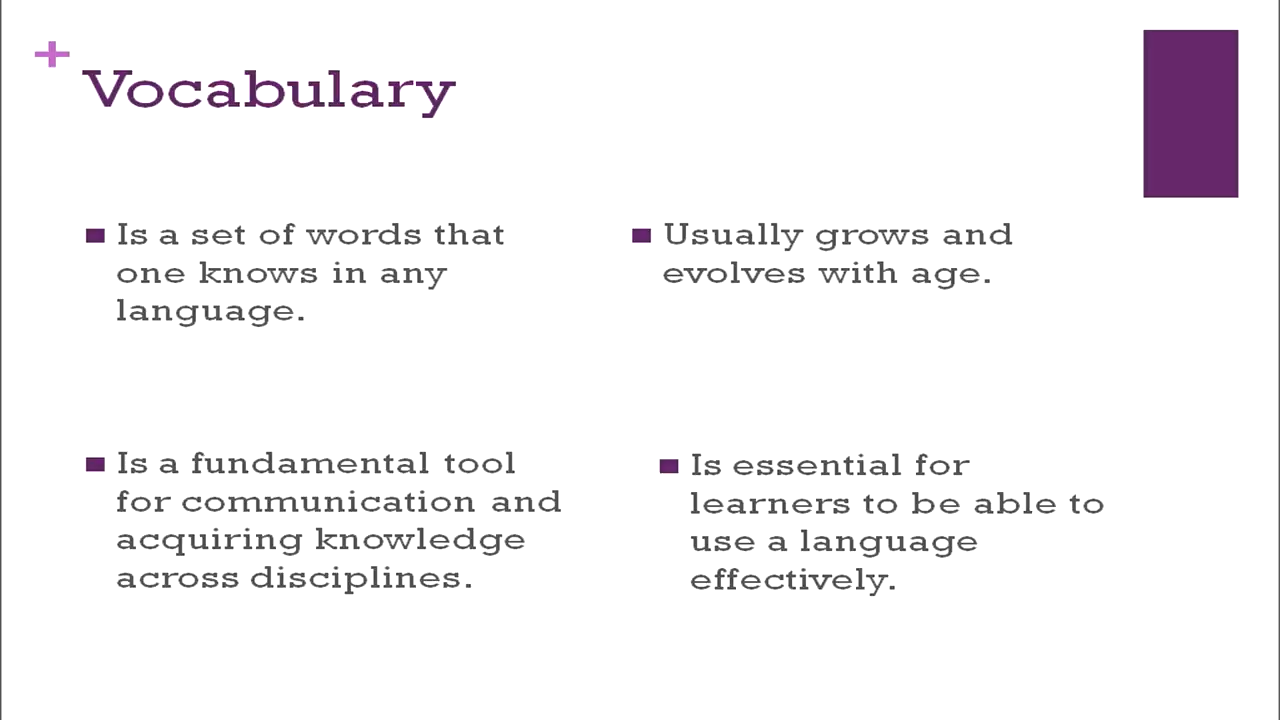 +
Vocabulary
Is a set of words that
one knows in any
language.
Usually grows and
evolves with age.
Is a fundamental tool
for communication and
acquiring knowledge
across disciplines.
Is essential for
learners to be able to
use a language
effectively.